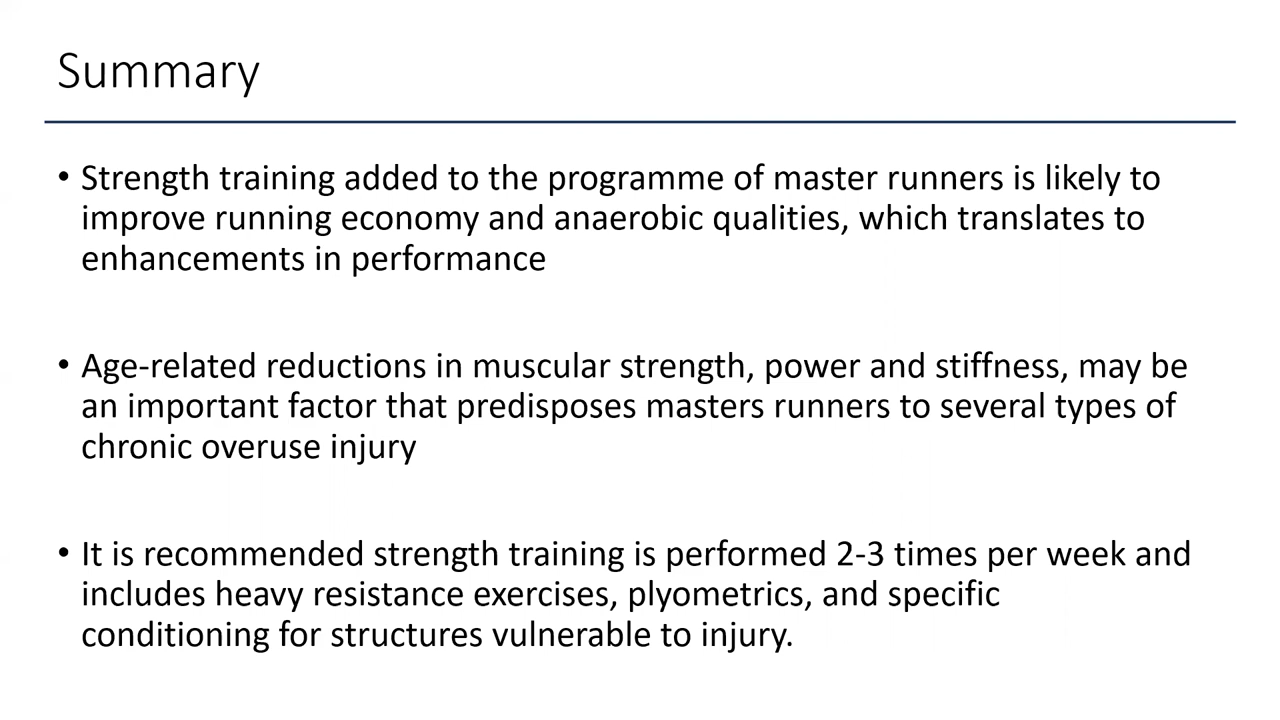 Summary
• Strength training added to the programme of master runners is likely to
improve running economy and anaerobic qualities, which translates to
enhancements in performance
• Age-related reductions in muscular strength, power and stiffness, may be
an important factor that predisposes masters runners to several types of
chronic overuse injury
• It is recommended strength training is performed 2-3 times per week and
includes heavy resistance exercises, plyometrics, and specific
conditioning for structures vulnerable to injury.